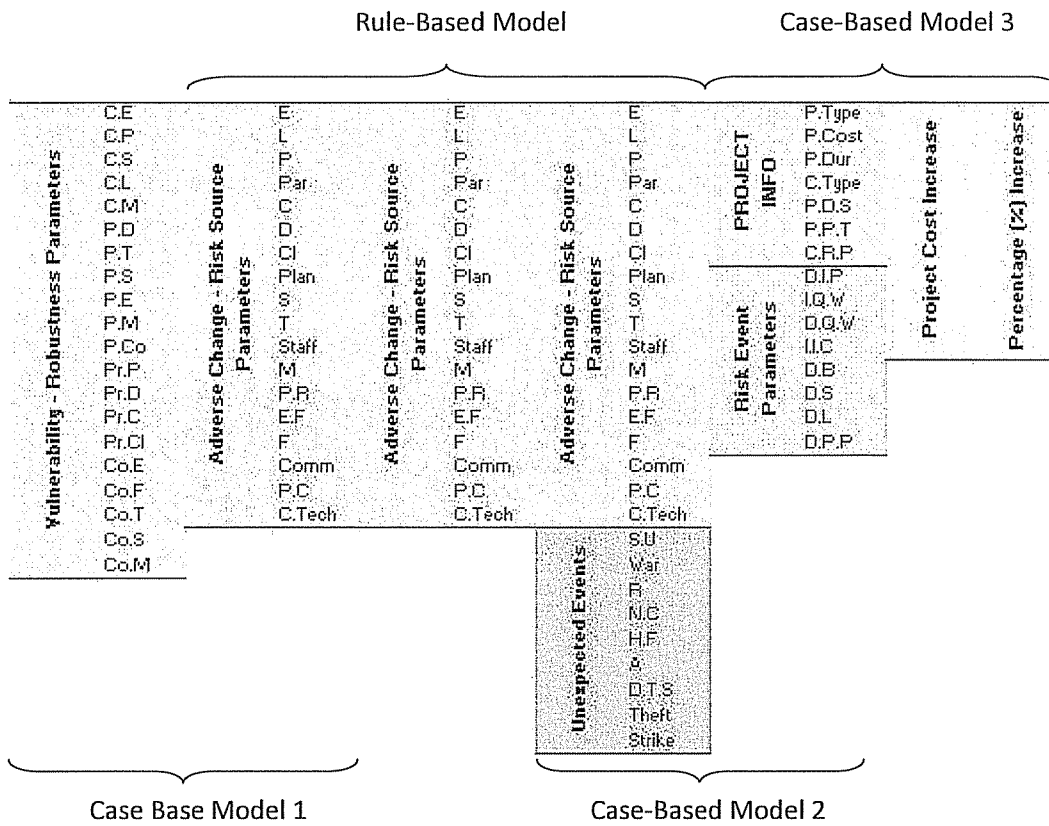 Rule-Based Model
Case-Based Model 3
Vulnerability - Robustness Parameters
C.E
C.P
C.S
C.L
C.M
P.D
P.T
P.S
P.E
P.M
P.Co
Pr.P
Pr.D
Pr.C
Pr.Cl
Co.E
Co.F
Co.T
Co.S
Co.M
Adverse Change - Risk Source
Parameters
E
L
P
Par
C
D
Cl
Plan
S
T
Staff
M
P.R
E.F
F
Comm
P.C
C.Tech
Adverse Change - Risk Source
Parameters
E
L
P
Par
C
D
Cl
Plan
S
T
Staff
M
P.R
E.F
F
Comm
P.C
C.Tech
Adverse Change - Risk Source
Parameters
E
L
P
Par
C
D
Cl
Plan
S
T
Staff
M
P.R
E.F
F
Comm
P.C
C.Tech
Unexpected Events
S.U
War
R
N.C
H.F
A
D.T.S
Theft
Strike
PROJECT
INFO
P.Type
P.Cost
P.Dur
C.Type
P.D.S
P.P.T
C.R.P
Risk Event
Parameters
D.I.P
I.Q.W
D.Q.W
I.I.C
D.B
D.S
D.L
D.P.P
Project Cost Increase
Percentage (%) Increase
Case Base Model 1
Case-Based Model 2